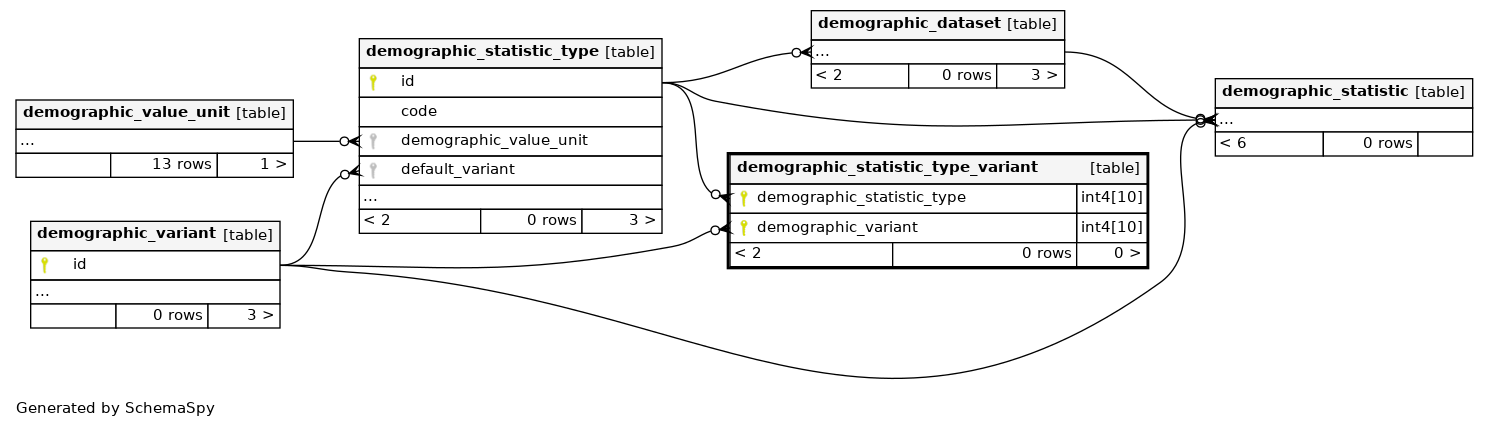 demographic_dataset [table]
...
< 2 0 rows 3 >
demographic_statistic_type [table]
id
code
demographic_value_unit
default_variant
...
< 2 0 rows 3 >
demographic_statistic [table]
...
< 6 0 rows
demographic_value_unit [table]
...
13 rows 1 >
demographic_statistic_type_variant [table]
demographic_statistic_type int4[10]
demographic_variant int4[10]
< 2 0 rows 0 >
demographic_variant [table]
id
...
0 rows 3 >
Generated by SchemaSpy